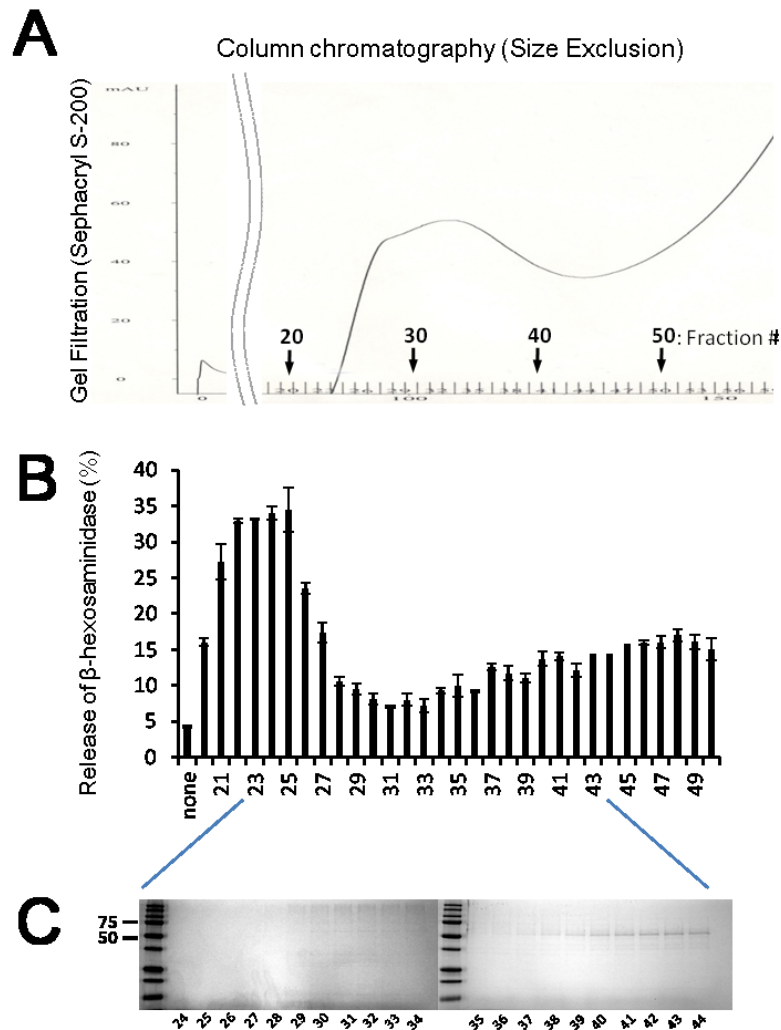 A
Column chromatography (Size Exclusion)
Gel Filtration (Sephacryl S-200)
mAU
80
60
40
20
0
20 30 40 50 : Fraction #
0 100 150
B
Release of β-hexosaminidase (%)
40
35
30
25
20
15
10
5
0
none 21 23 25 27 29 31 33 35 37 39 41 43 45 47 49
C
75
50
24 25 26 27 28 29 30 31 32 33 34 35 36 37 38 39 40 41 42 43 44